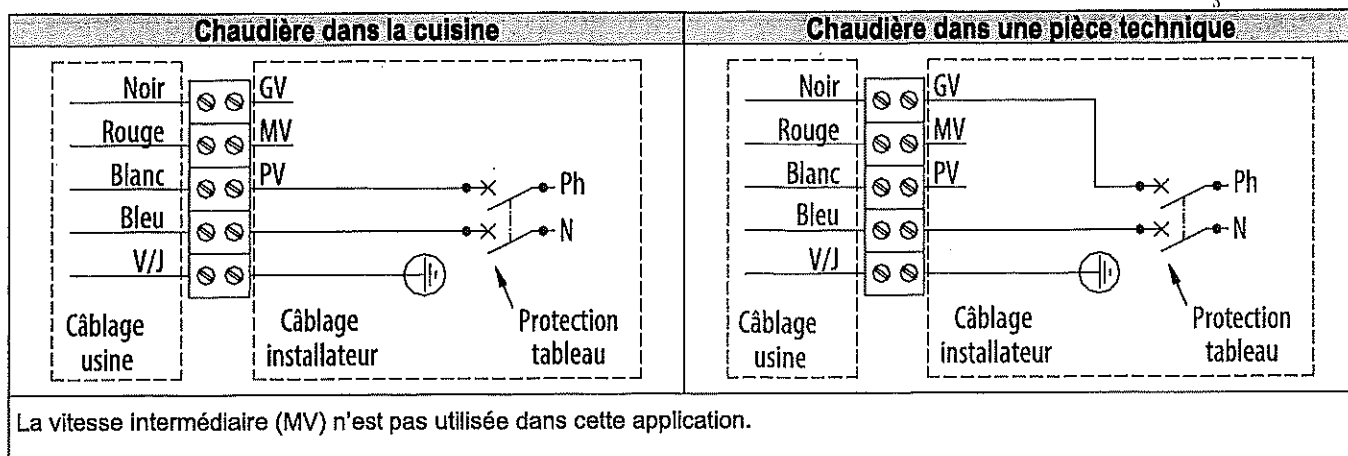 Chaudière dans la cuisine
Noir GV
Rouge MV
Blanc PV Ph
Bleu N
V/J
Câblage usine
Câblage installateur
Protection tableau
Chaudière dans une pièce technique
Noir GV
Rouge MV
Blanc PV Ph
Bleu N
V/J
Câblage usine
Câblage installateur
Protection tableau
La vitesse intermédiaire (MV) n'est pas utilisée dans cette application.